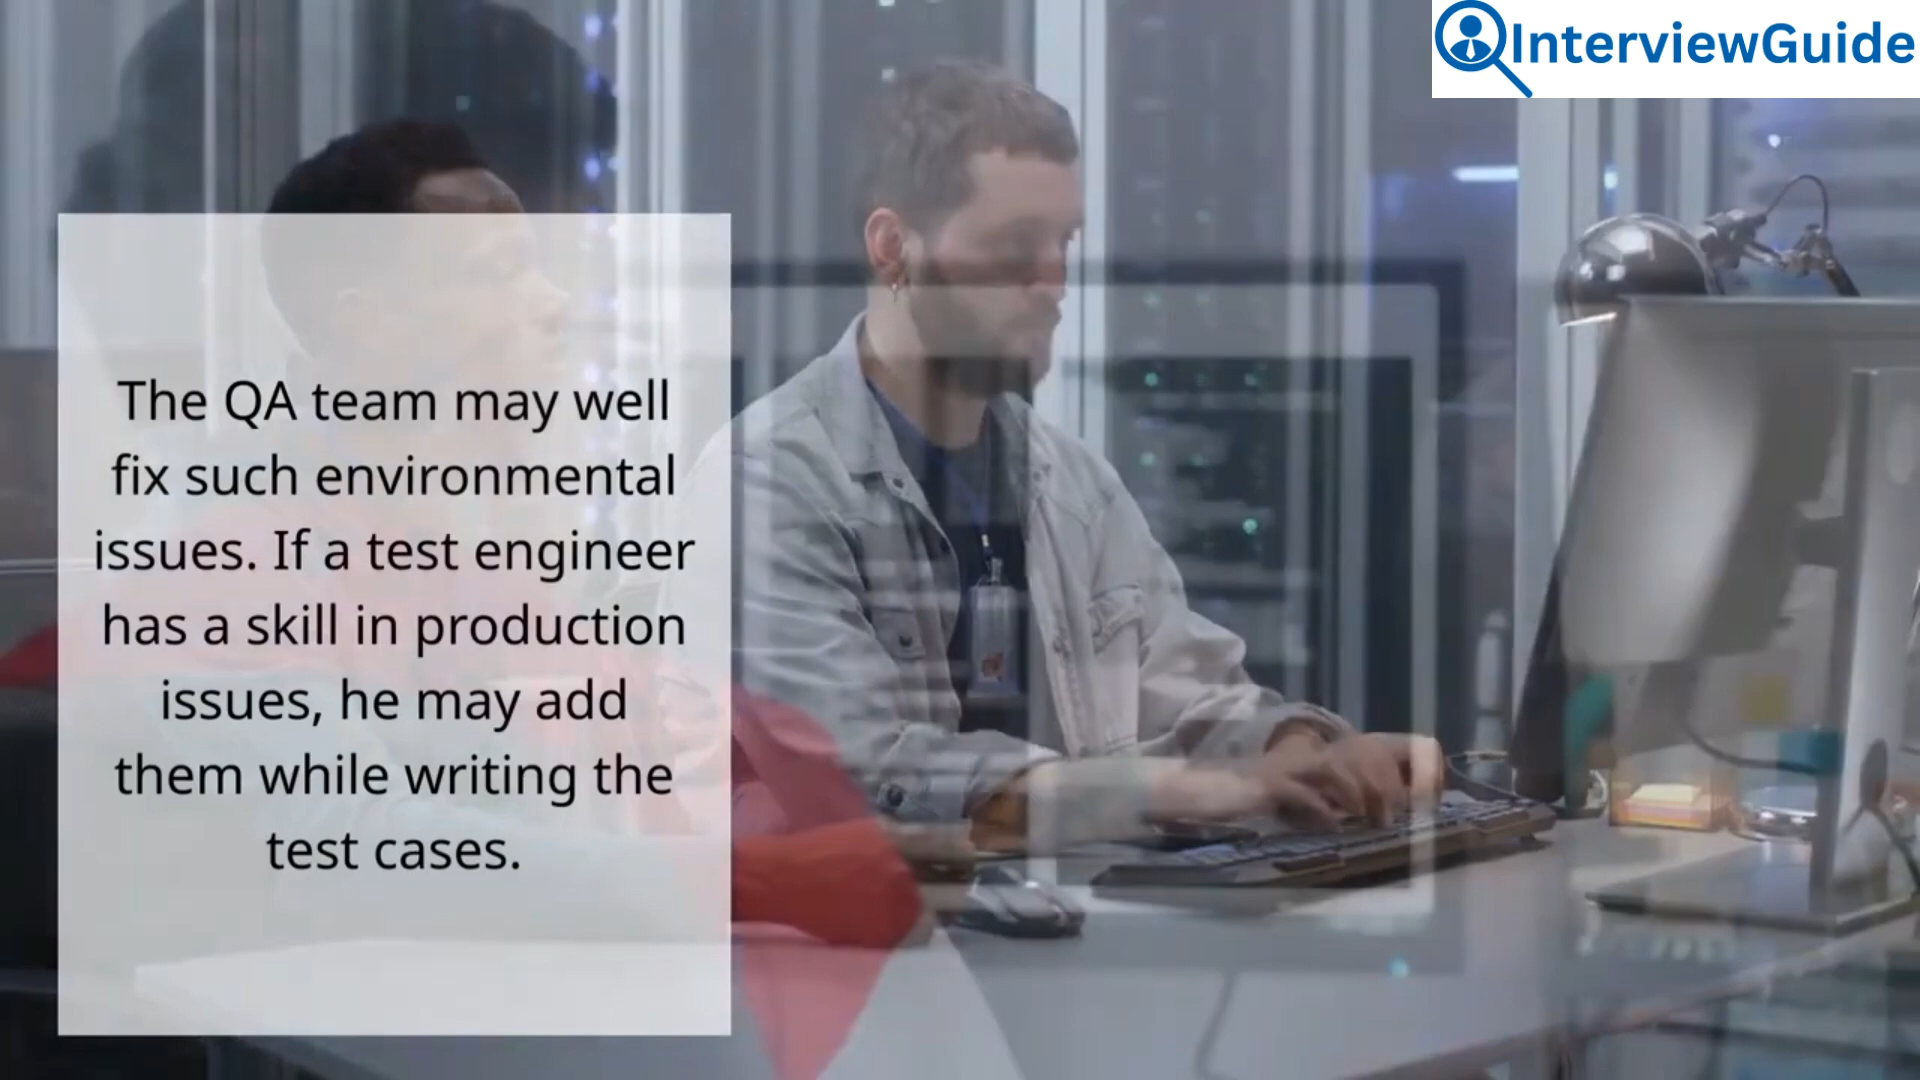 InterviewGuide
The QA team may well
fix such environmental
issues. If a test engineer
has a skill in production
issues, he may add
them while writing the
test cases.